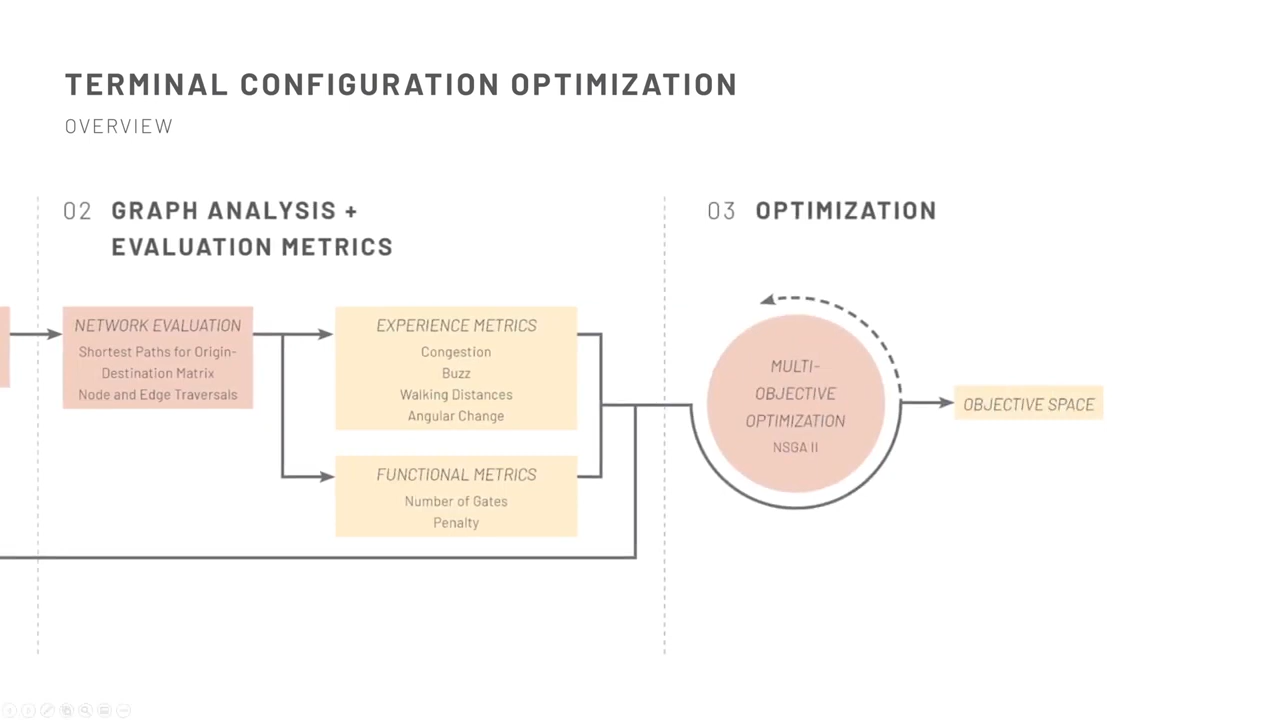 TERMINAL CONFIGURATION OPTIMIZATION
OVERVIEW
02 GRAPH ANALYSIS +
EVALUATION METRICS
03 OPTIMIZATION
NETWORK EVALUATION
Shortest Paths for Origin-
Destination Matrix
Node and Edge Traversals
EXPERIENCE METRICS
Congestion
Buzz
Walking Distances
Angular Change
FUNCTIONAL METRICS
Number of Gates
Penalty
MULTI-
OBJECTIVE
OPTIMIZATION
NSGA II
OBJECTIVE SPACE